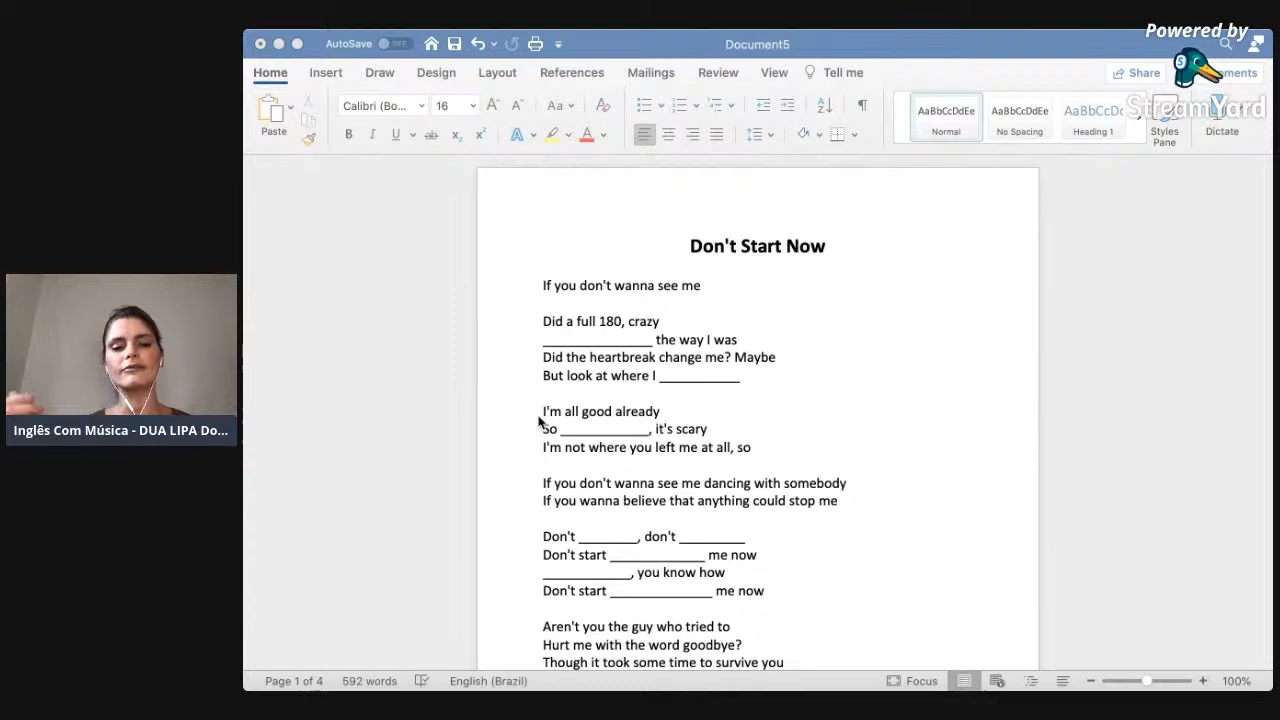 Powered by
StreamYard
AutoSave
OFF
Document5
Home
Insert
Draw
Design
Layout
References
Mailings
Review
View
Tell me
Share
Paste
Calibri (Bo...
16
AaBbCcDdEe
Normal
AaBbCcDdEe
No Spacing
AaBbCcDc
Heading 1
Styles
Pane
Dictate
Don't Start Now
If you don't wanna see me
Did a full 180, crazy
_______________ the way I was
Did the heartbreak change me? Maybe
But look at where I ___________
I'm all good already
So ____________, it's scary
I'm not where you left me at all, so
If you don't wanna see me dancing with somebody
If you wanna believe that anything could stop me
Don't ________, don't _________
Don't start _____________ me now
____________, you know how
Don't start ______________ me now
Aren't you the guy who tried to
Hurt me with the word goodbye?
Though it took some time to survive you
Inglês Com Música - DUA LIPA Do...
Page 1 of 4
592 words
English (Brazil)
Focus
100%